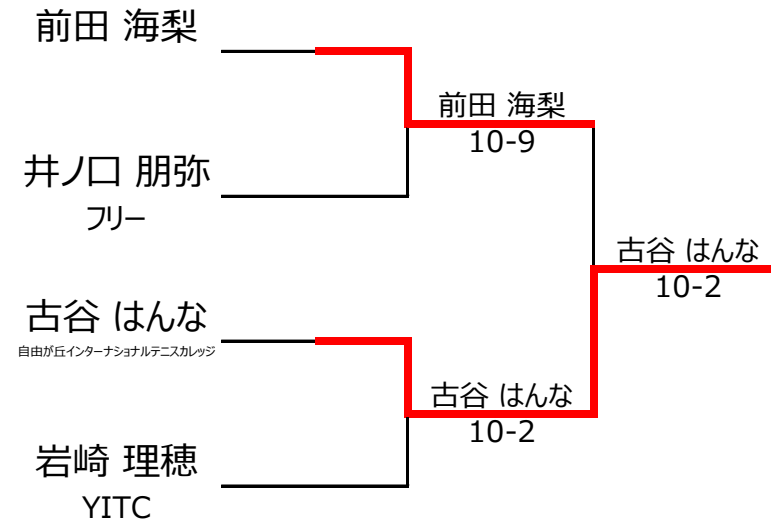 前田 海梨
前田 海梨
10-9
井ノ口 朋弥
フリー
古谷 はんな
10-2
古谷 はんな
自由が丘インターナショナルテニスカレッジ
古谷 はんな
10-2
岩崎 理穂
YITC